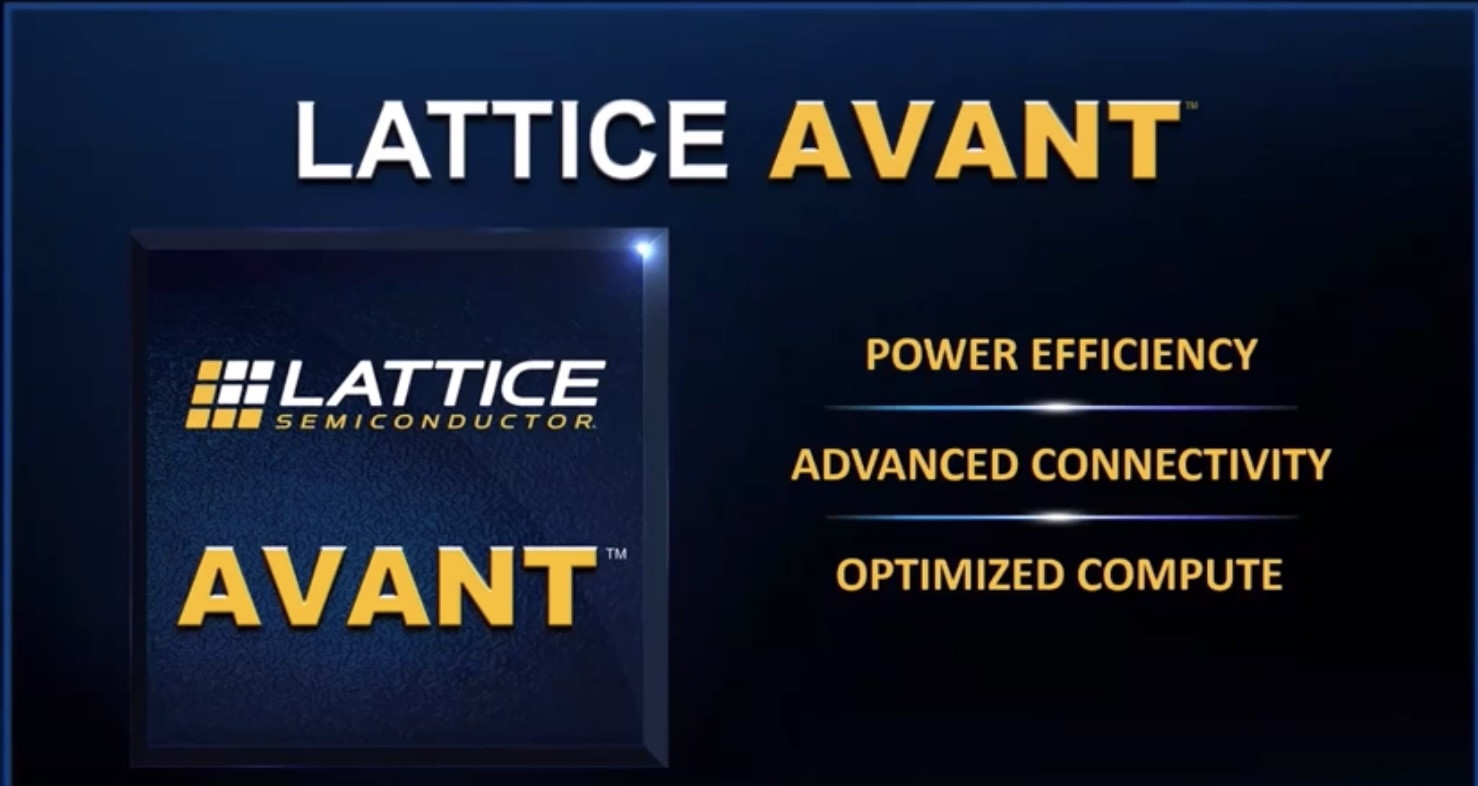 LATTICE AVANT™
LATTICE
SEMICONDUCTOR.
AVANT™
POWER EFFICIENCY
ADVANCED CONNECTIVITY
OPTIMIZED COMPUTE